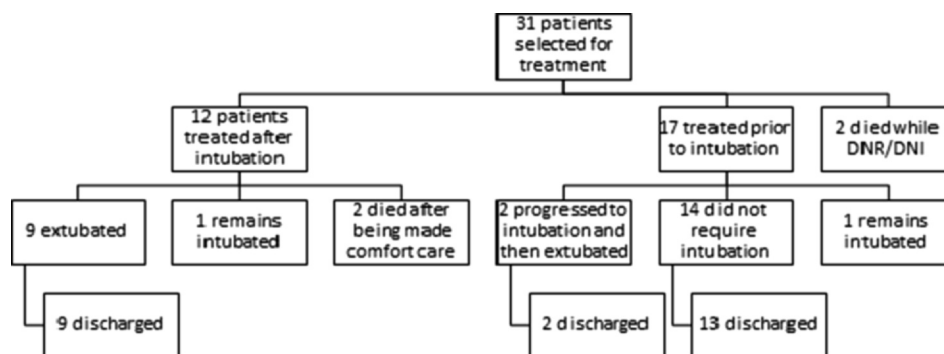 31 patients
selected for
treatment
12 patients
treated after
intubation
17 treated prior
to intubation
2 died while
DNR/DNI
9 extubated
1 remains
intubated
2 died after
being made
comfort care
2 progressed to
intubation and
then extubated
14 did not
require
intubation
1 remains
intubated
9 discharged
2 discharged
13 discharged